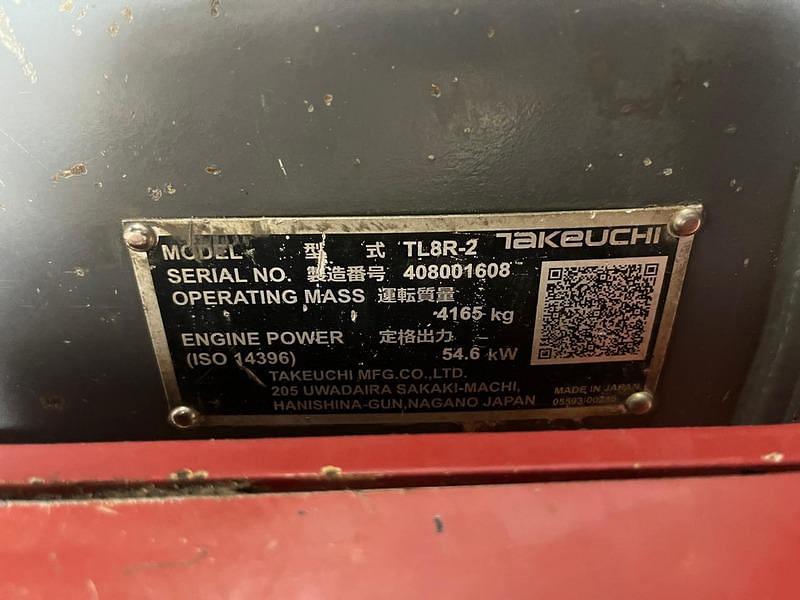 MODEL 型 式 TL8R-2 TAKEUCHI
SERIAL NO. 製造番号 408001608
OPERATING MASS 運転質量
4165 kg
ENGINE POWER 定格出力
(ISO 14396) 54.6 kW
TAKEUCHI MFG.CO.,LTD.
205 UWADAIRA SAKAKI-MACHI,
HANISHINA-GUN,NAGANO JAPAN
MADE IN JAPAN